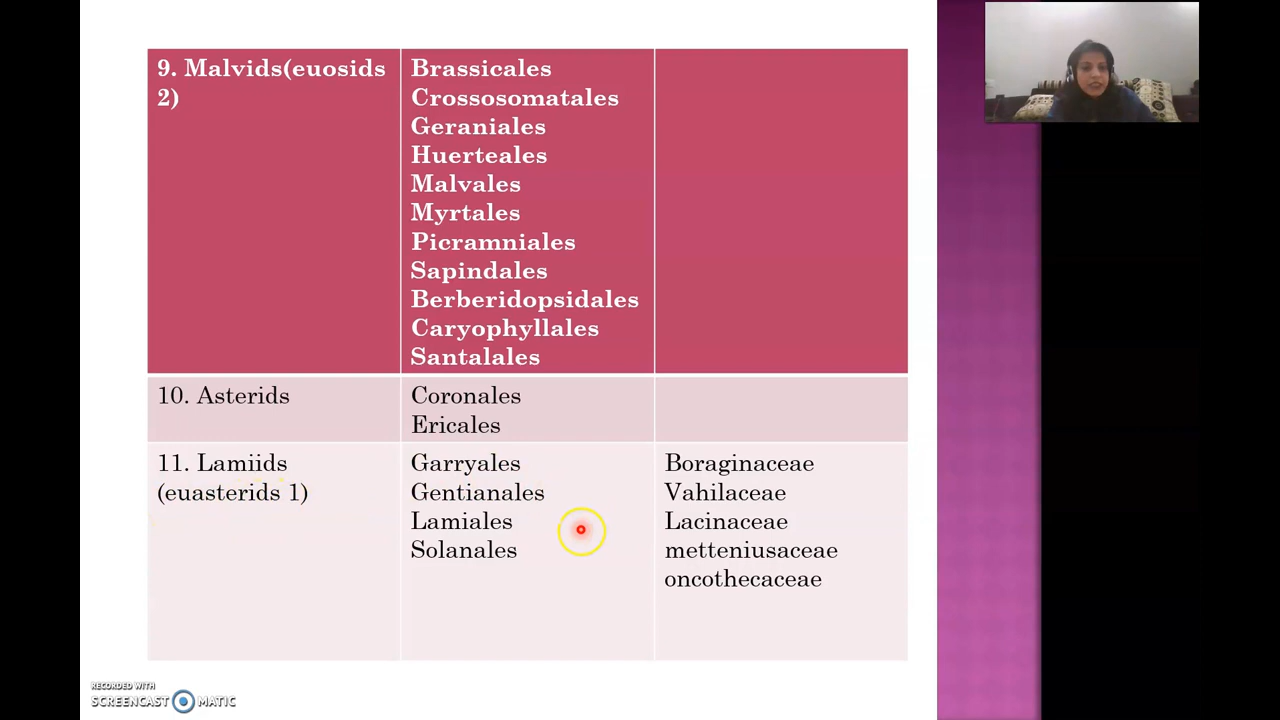 9. Malvids(euosids
2)
Brassicales
Crossosomatales
Geraniales
Huerteales
Malvales
Myrtales
Picramniales
Sapindales
Berberidopsidales
Caryophyllales
Santalales
10. Asterids
Coronales
Ericales
11. Lamiids
(euasterids 1)
Garryales
Gentianales
Lamiales
Solanales
Boraginaceae
Vahilaceae
Lacinaceae
metteniusaceae
oncothecaceae
RECORDED WITH
SCREENCAST MATIC